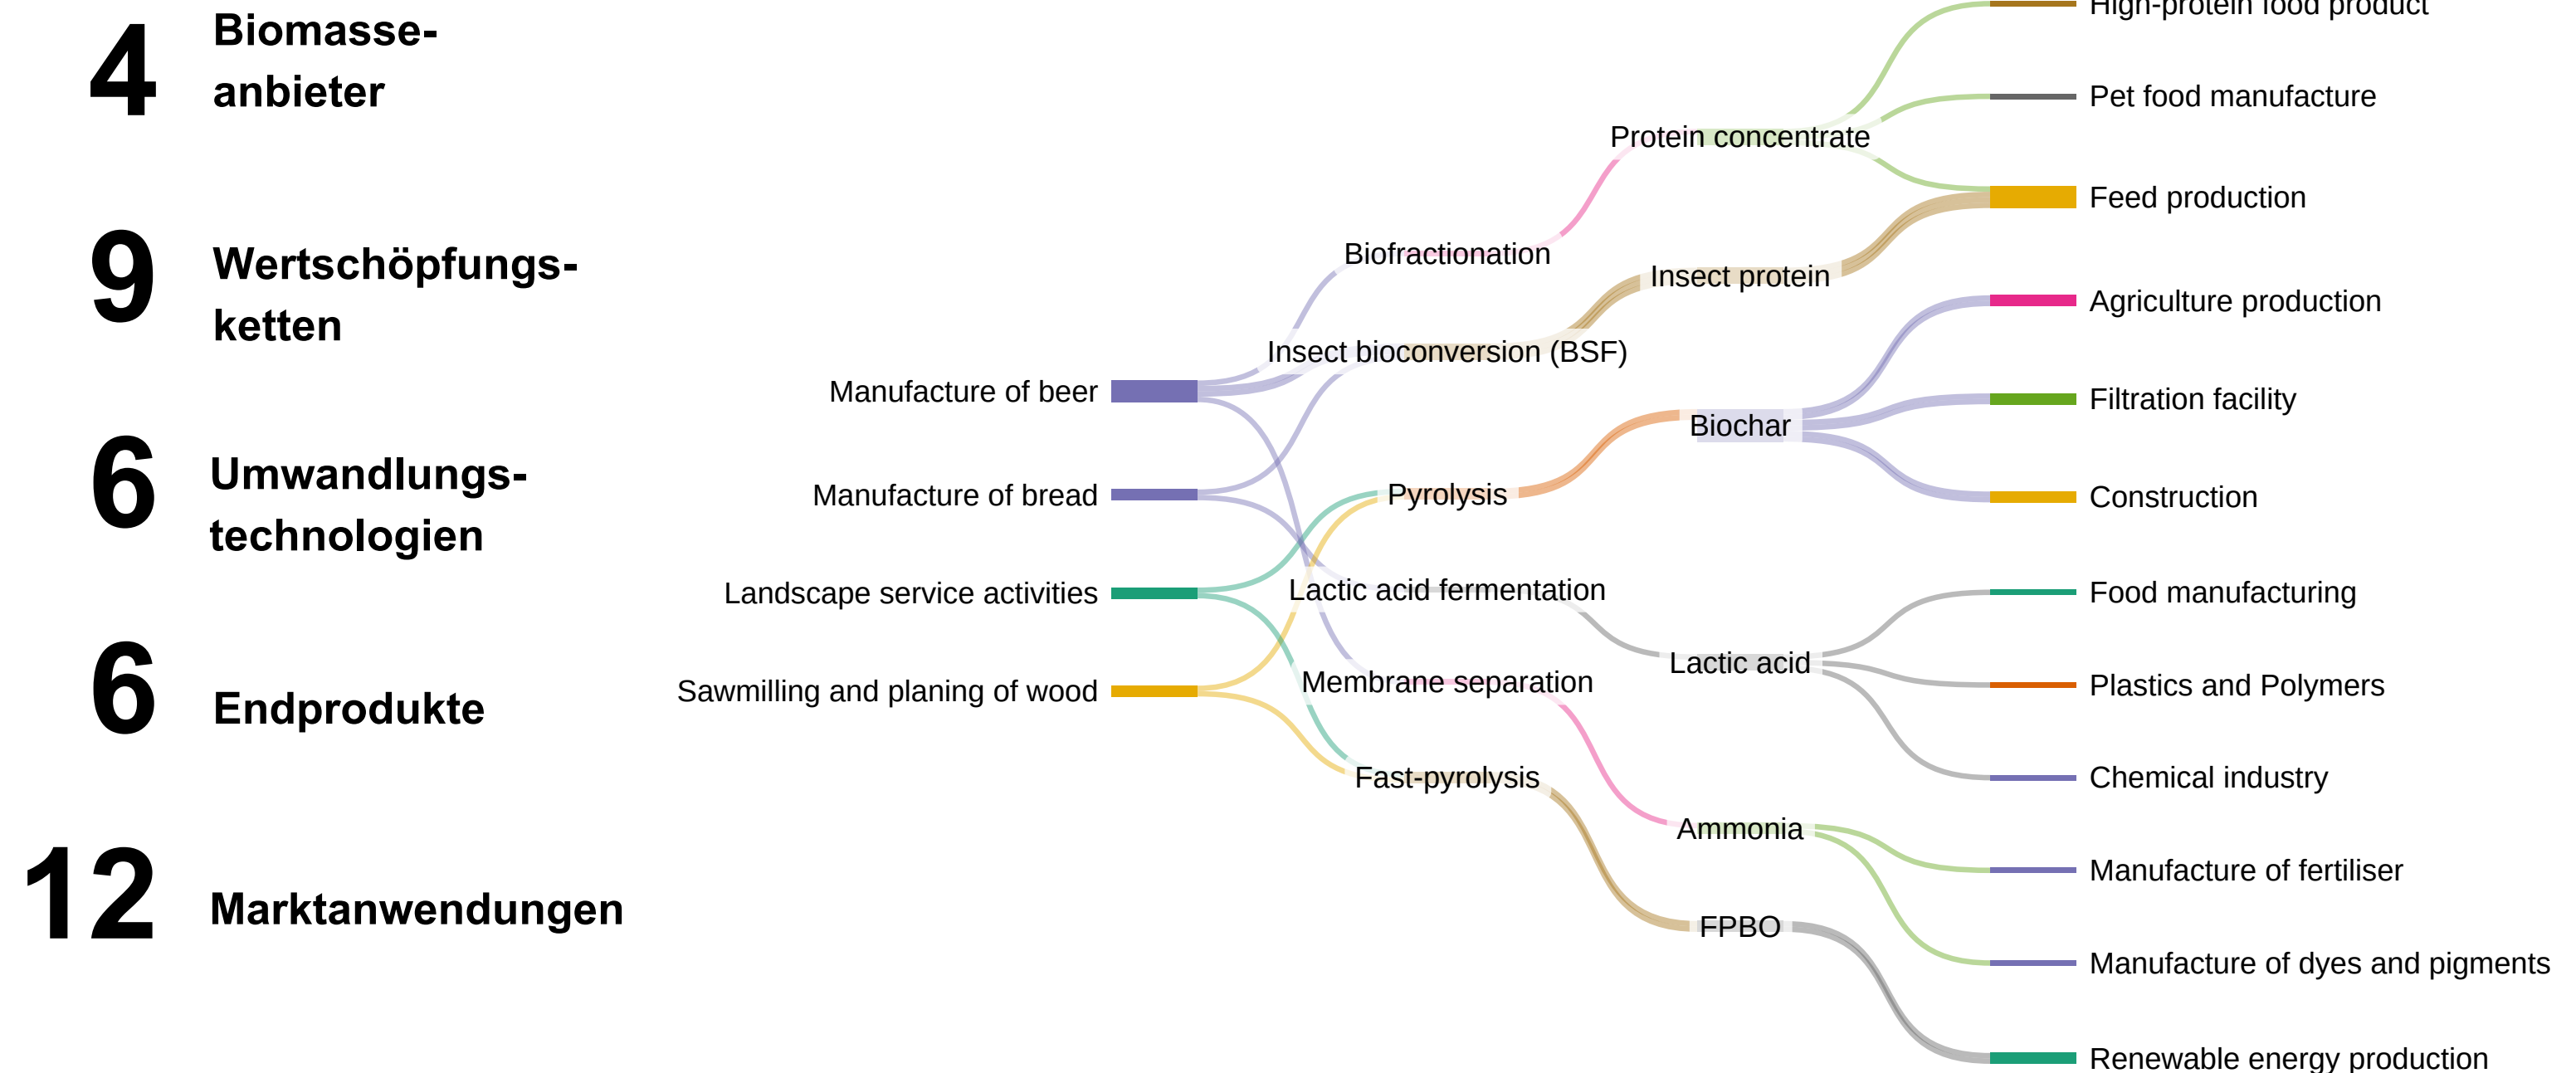 4
Biomasse-
anbieter
9
Wertschöpfungs-
ketten
6
Umwandlungs-
technologien
6
Endprodukte
12
Marktanwendungen
Manufacture of beer
Manufacture of bread
Landscape service activities
Sawmilling and planing of wood
Biofractionation
Insect bioconversion (BSF)
Pyrolysis
Lactic acid fermentation
Membrane separation
Fast-pyrolysis
Protein concentrate
Insect protein
Biochar
Lactic acid
Ammonia
FPBO
High-protein food product
Pet food manufacture
Feed production
Agriculture production
Filtration facility
Construction
Food manufacturing
Plastics and Polymers
Chemical industry
Manufacture of fertiliser
Manufacture of dyes and pigments
Renewable energy production